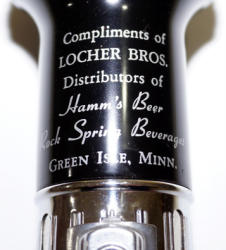 Compliments of
LOCHER BROS.
Distributors of
Hamm's Beer
Rock Spring Beverages
GREEN ISLE, MINN.